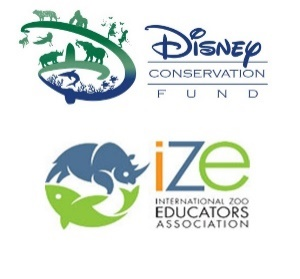 Disney
CONSERVATION
FUND
iZe
INTERNATIONAL ZOO
EDUCATORS
ASSOCIATION